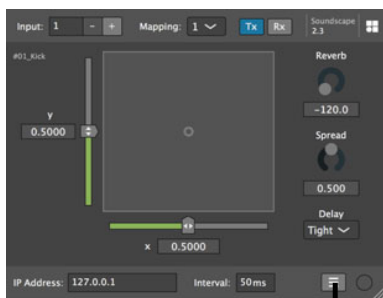 Input: 1 - + Mapping: 1 Tx Rx Soundscape 2.3
#01_Kick
Reverb
-120.0
y
0.5000
Spread
0.500
Delay
Tight
x 0.5000
IP Address: 127.0.0.1 Interval: 50ms